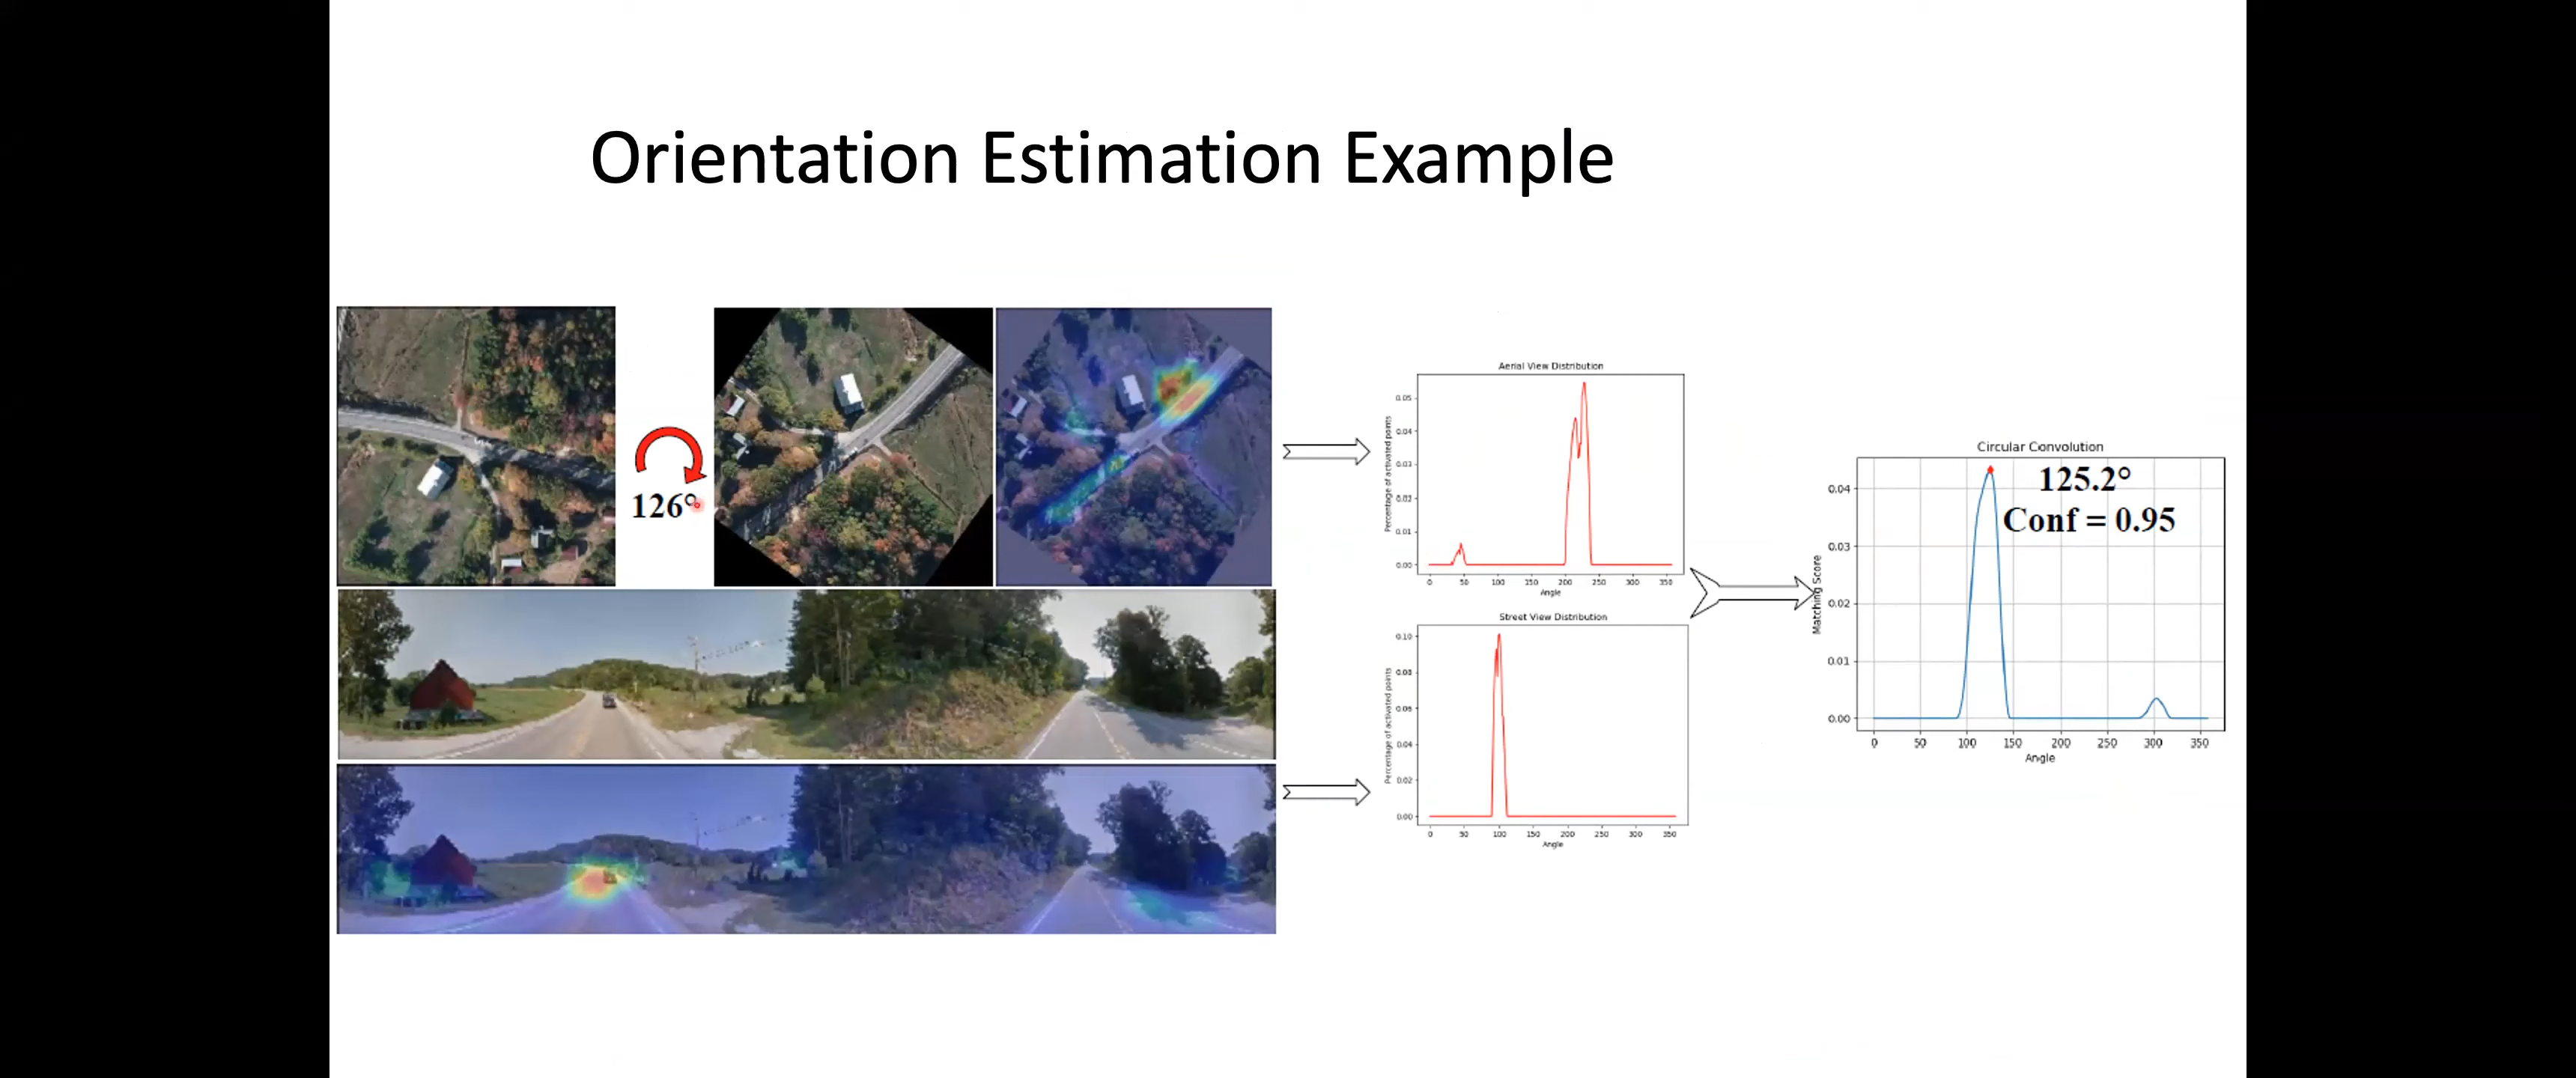 Orientation Estimation Example
126°
Aerial View Distribution
Percentage of activated points
0.05
0.04
0.03
0.02
0.01
0.00
0 50 100 150 200 250 300 350
Angle
Street View Distribution
Percentage of activated points
0.10
0.08
0.06
0.04
0.02
0.00
0 50 100 150 200 250 300 350
Angle
Circular Convolution
125.2°
Conf = 0.95
Matching Score
0.04
0.03
0.02
0.01
0.00
0 50 100 150 200 250 300 350
Angle